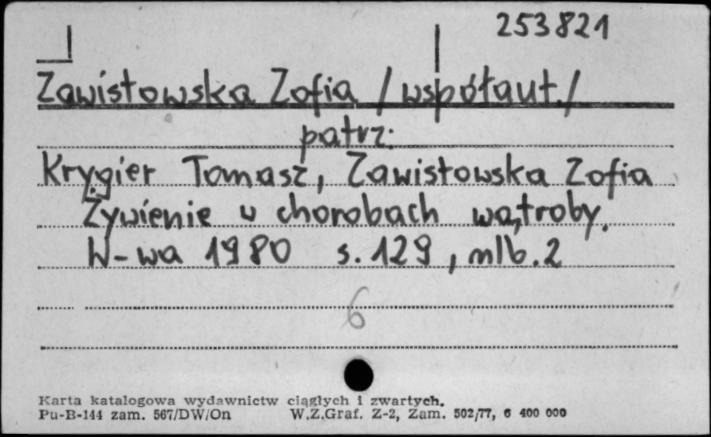 253821
Zawistowska Zofia /współaut./
patrz:
Krygier Tomasz, Zawistowska Zofia
Żywienie w chorobach wątroby.
W-wa 1980 s. 129, mlb. 2
6
Karta katalogowa wydawnictw ciągłych i zwartych.
Pu-B-144 zam. 567/DW/On W.Z.Graf. Z-2, Zam. 502/77, 6 400 000